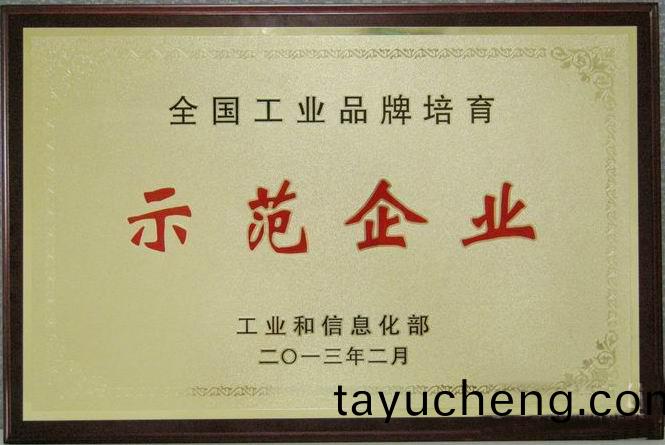 全国工业品牌培育
示范企业
工业和信息化部
二〇一三年二月
tayucheng.com